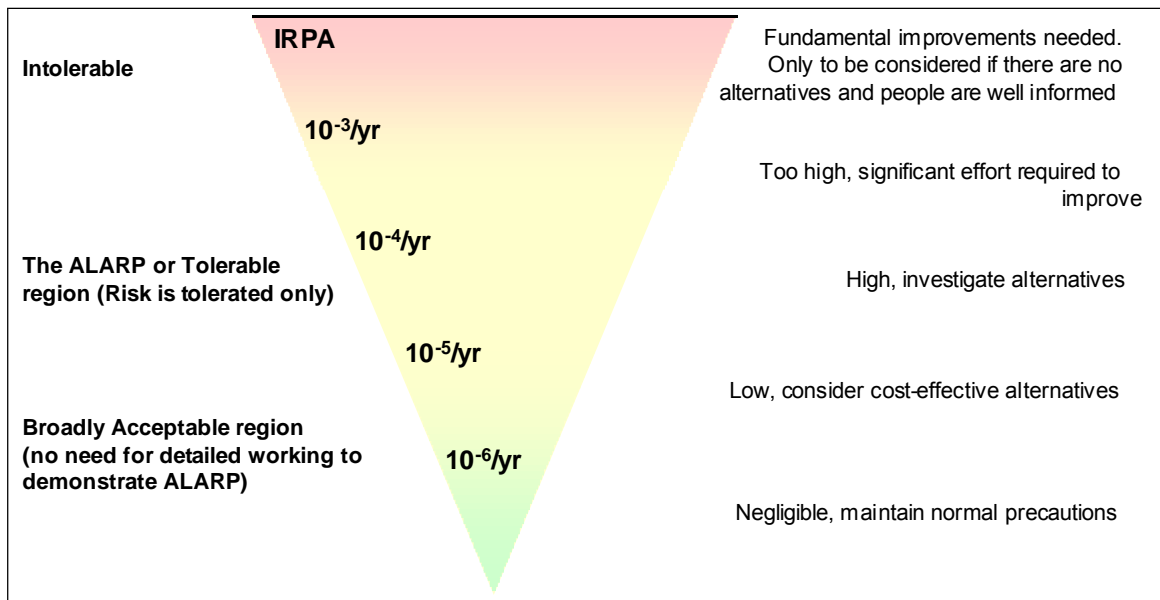 IRPA
Intolerable
Fundamental improvements needed.
Only to be considered if there are no
alternatives and people are well informed
10⁻³/yr
Too high, significant effort required to
improve
10⁻⁴/yr
The ALARP or Tolerable
region (Risk is tolerated only)
High, investigate alternatives
10⁻⁵/yr
Low, consider cost-effective alternatives
Broadly Acceptable region
(no need for detailed working to
demonstrate ALARP)
10⁻⁶/yr
Negligible, maintain normal precautions